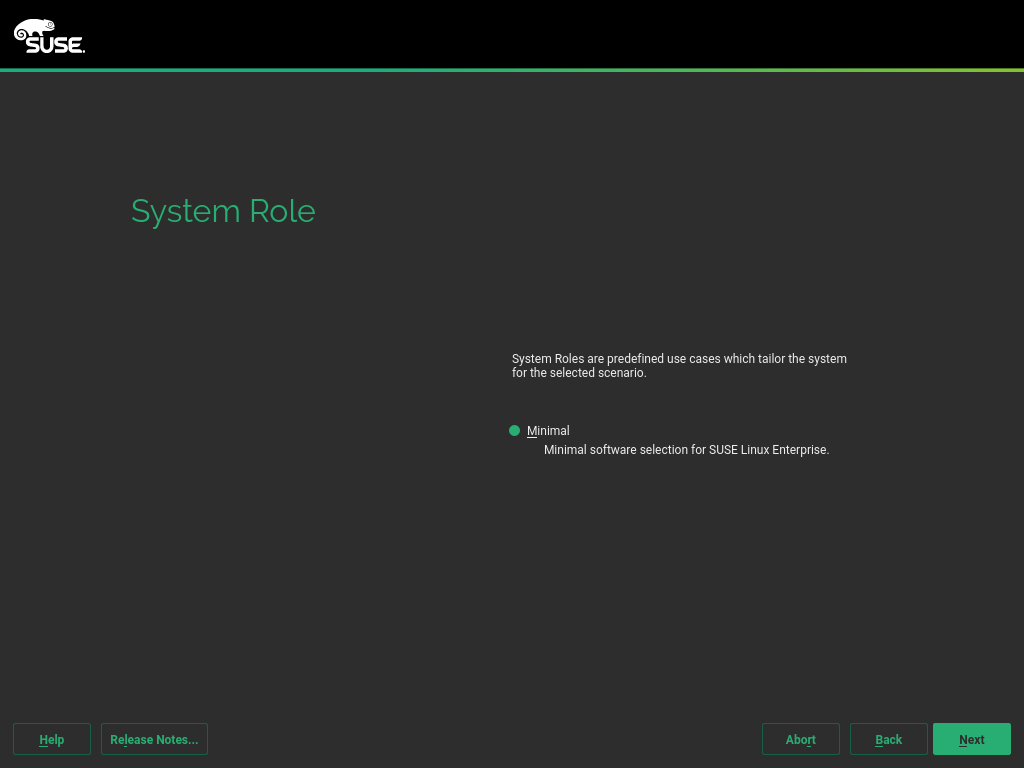 SUSE.
System Role
System Roles are predefined use cases which tailor the system
for the selected scenario.
Minimal
Minimal software selection for SUSE Linux Enterprise.
Help
Release Notes...
Abort
Back
Next